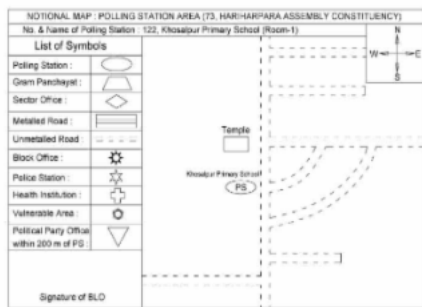 NOTIONAL MAP : POLLING STATION AREA (73, HARIHARPARA ASSEMBLY CONSTITUENCY)
No. & Name of Polling Station : 122, Khosalpur Primary School (Room-1)
List of Symbols
Polling Station :
Gram Panchayat :
Sector Office :
Metalled Road :
Unmetalled Road :
Block Office :
Police Station :
Health Institution :
Vulnerable Area :
Political Party Office
within 200 m of PS :
Signature of BLO
N
W
E
S
Temple
Khosalpur Primary School
PS